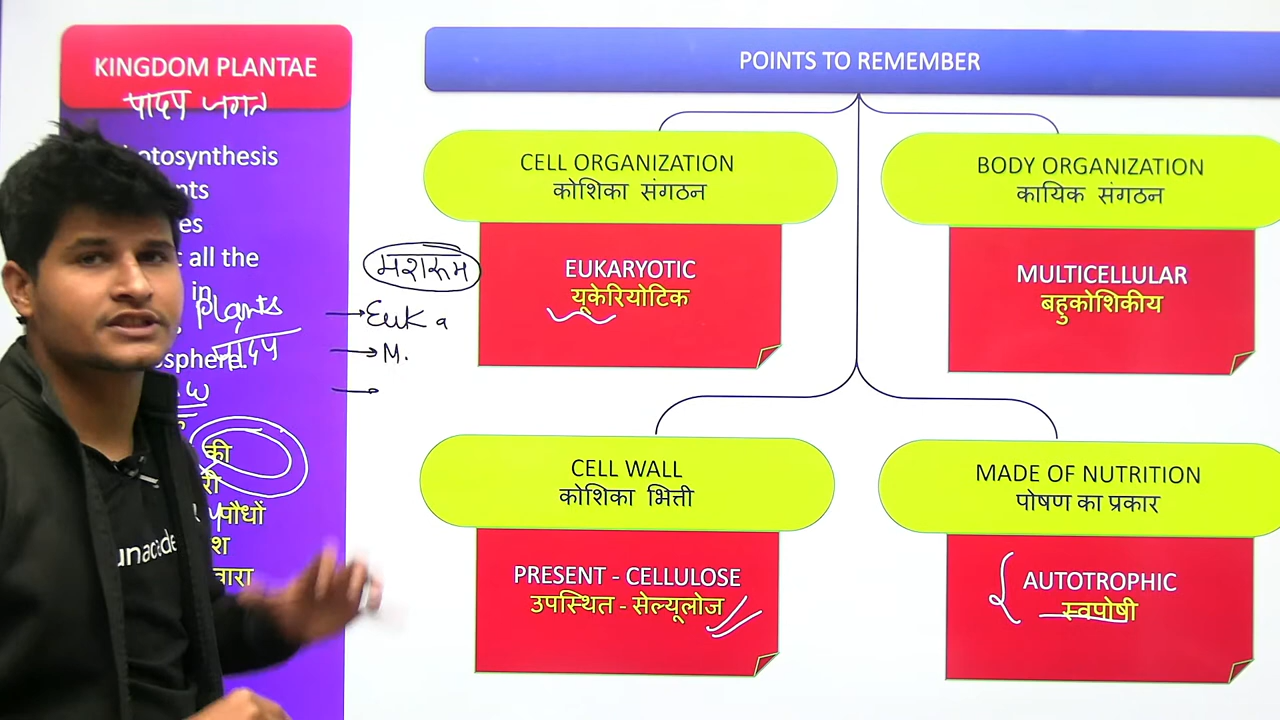 KINGDOM PLANTAE
पादप जगत
otosynthesis
nts
es
all the
in
Plants
osphere.
पादप
की
री
पौधों
श
वारा
unacade
मशरूम
Euk a
M.
POINTS TO REMEMBER
CELL ORGANIZATION
कोशिका संगठन
EUKARYOTIC
यूकेरियोटिक
BODY ORGANIZATION
कायिक संगठन
MULTICELLULAR
बहुकोशिकीय
CELL WALL
कोशिका भित्ती
PRESENT - CELLULOSE
उपस्थित - सेल्यूलोज
MADE OF NUTRITION
पोषण का प्रकार
AUTOTROPHIC
स्वपोषी